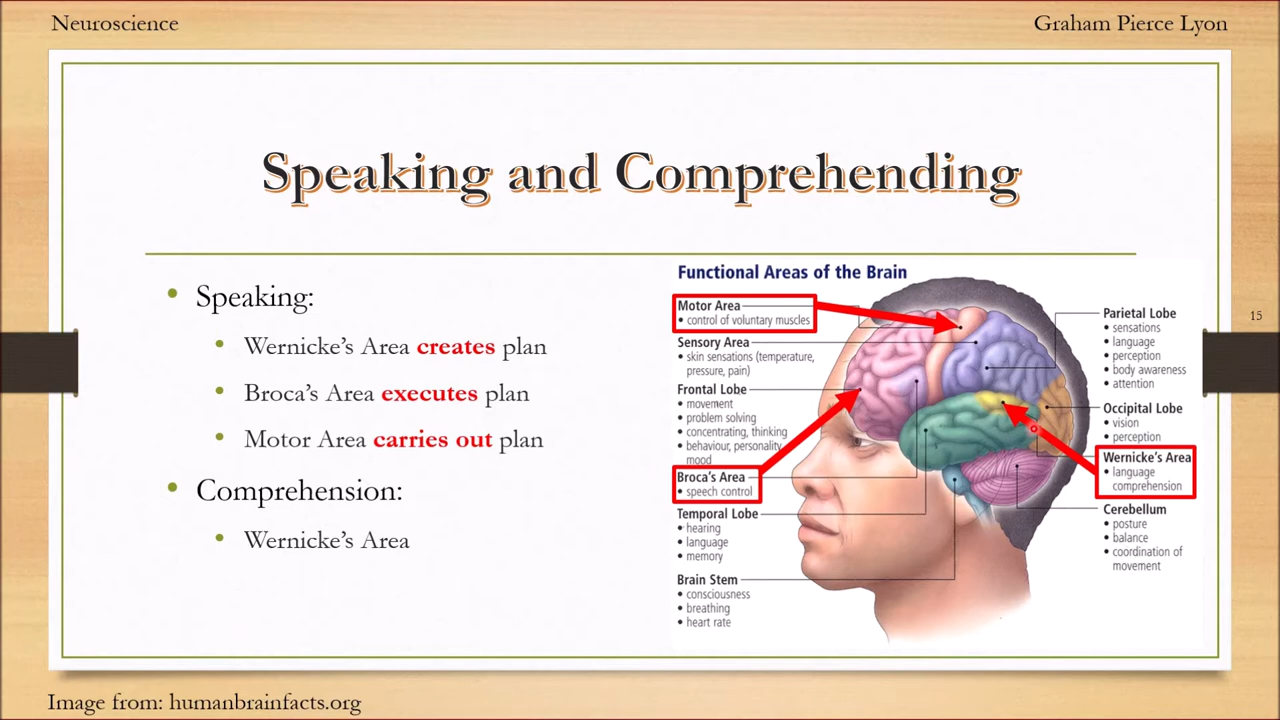 Neuroscience
Graham Pierce Lyon
Speaking and Comprehending
• Speaking:
• Wernicke's Area creates plan
• Broca's Area executes plan
• Motor Area carries out plan
• Comprehension:
• Wernicke's Area
Functional Areas of the Brain
Motor Area
• control of voluntary muscles
Sensory Area
• skin sensations (temperature,
pressure, pain)
Frontal Lobe
• movement
• problem solving
• concentrating, thinking
• behaviour, personality,
mood
Broca's Area
• speech control
Temporal Lobe
• hearing
• language
• memory
Brain Stem
• consciousness
• breathing
• heart rate
Parietal Lobe
• sensations
• language
• perception
• body awareness
• attention
Occipital Lobe
• vision
• perception
Wernicke's Area
• language
comprehension
Cerebellum
• posture
• balance
• coordination of
movement
15
Image from: humanbrainfacts.org